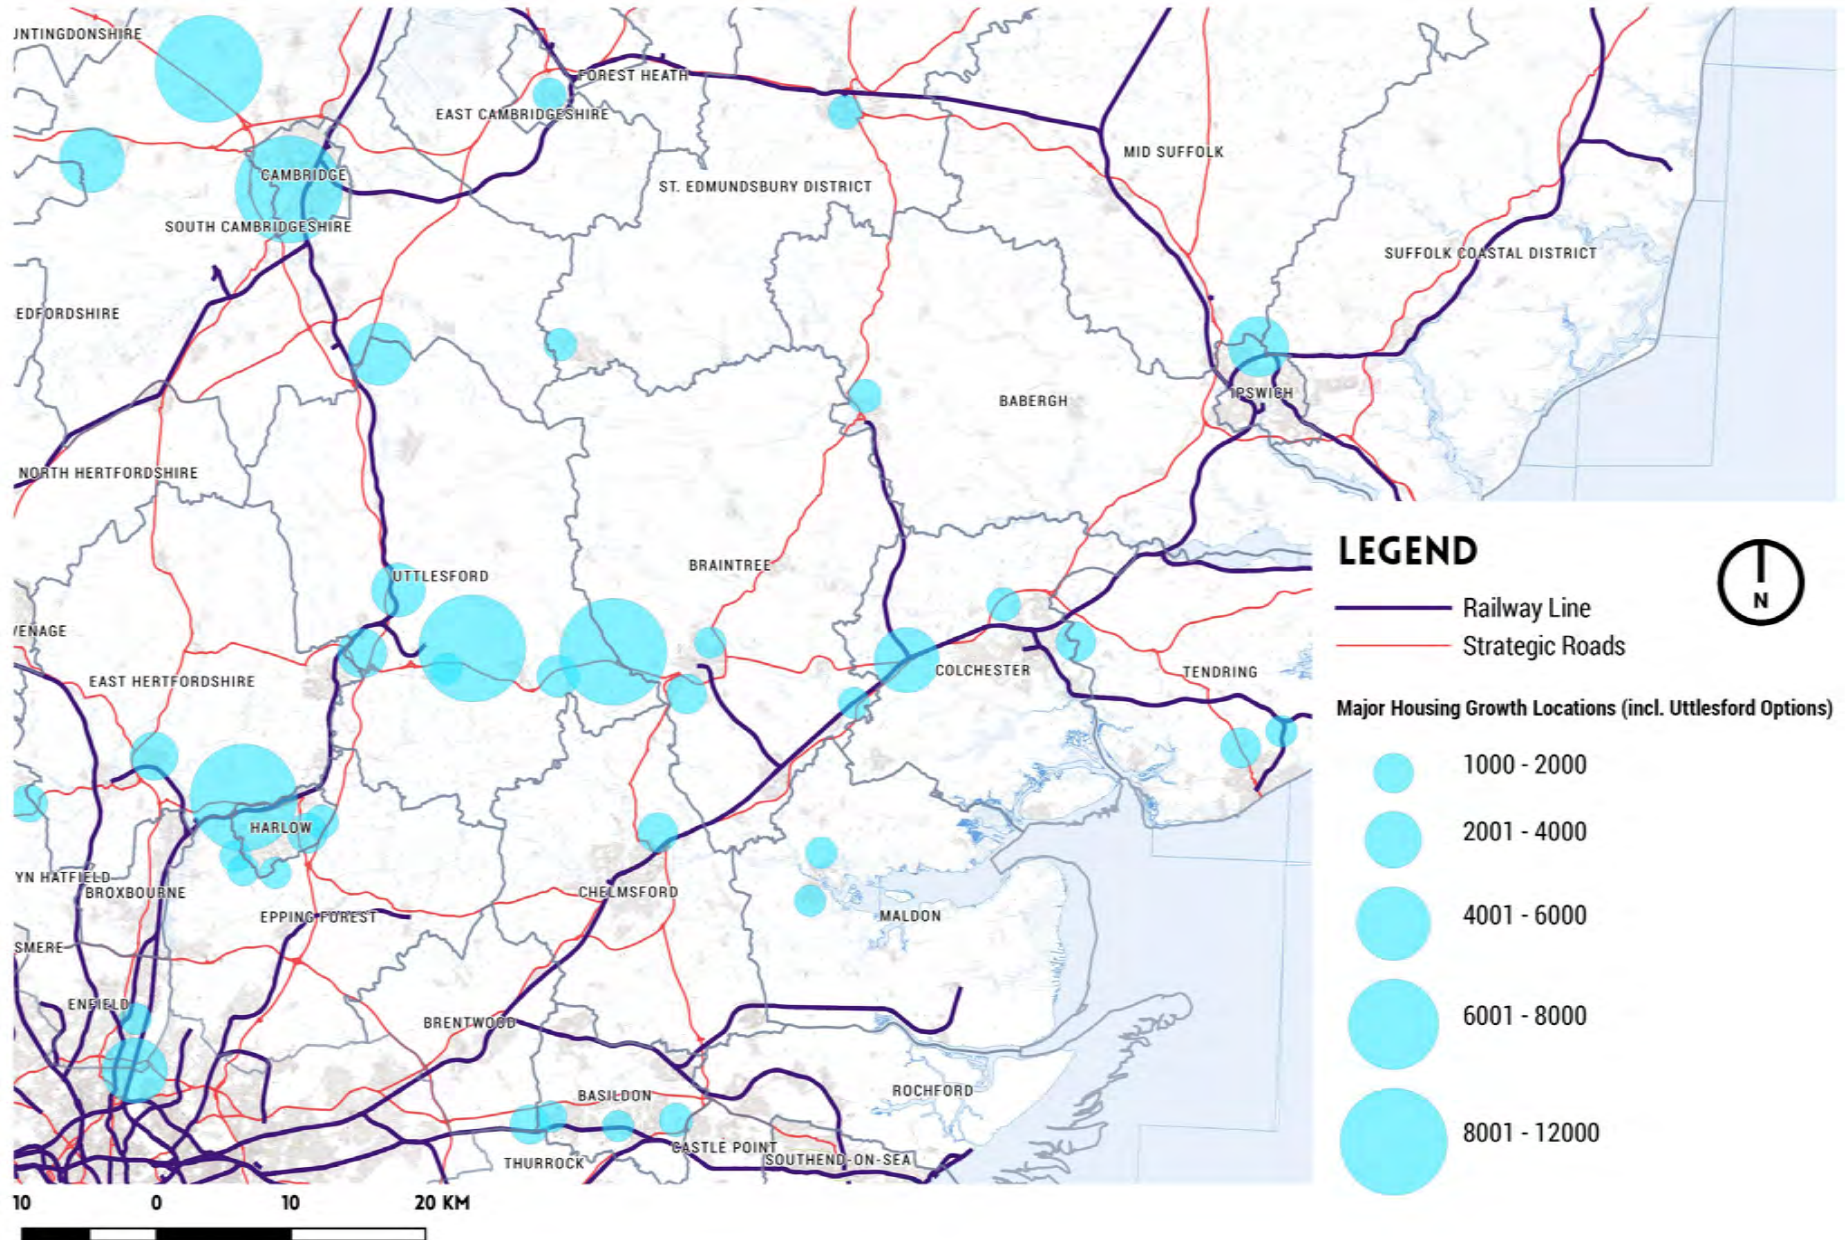 UNTINGDONSHIRE
FOREST HEATH
EAST CAMBRIDGESHIRE
MID SUFFOLK
CAMBRIDGE
ST. EDMUNDSBURY DISTRICT
SOUTH CAMBRIDGESHIRE
SUFFOLK COASTAL DISTRICT
EDFORDSHIRE
IPSWICH
BABERGH
NORTH HERTFORDSHIRE
BRAINTREE
UTTLESFORD
VENAGE
COLCHESTER
TENDRING
EAST HERTFORDSHIRE
HARLOW
YN HATFIELD
BROXBOURNE
CHELMSFORD
EPPING FOREST
MALDON
SMERE
ENFIELD
BRENTWOOD
ROCHFORD
BASILDON
CASTLE POINT
THURROCK
SOUTHEND-ON-SEA
10 0 10 20 KM
LEGEND
N
Railway Line
Strategic Roads
Major Housing Growth Locations (incl. Uttlesford Options)
1000 - 2000
2001 - 4000
4001 - 6000
6001 - 8000
8001 - 12000